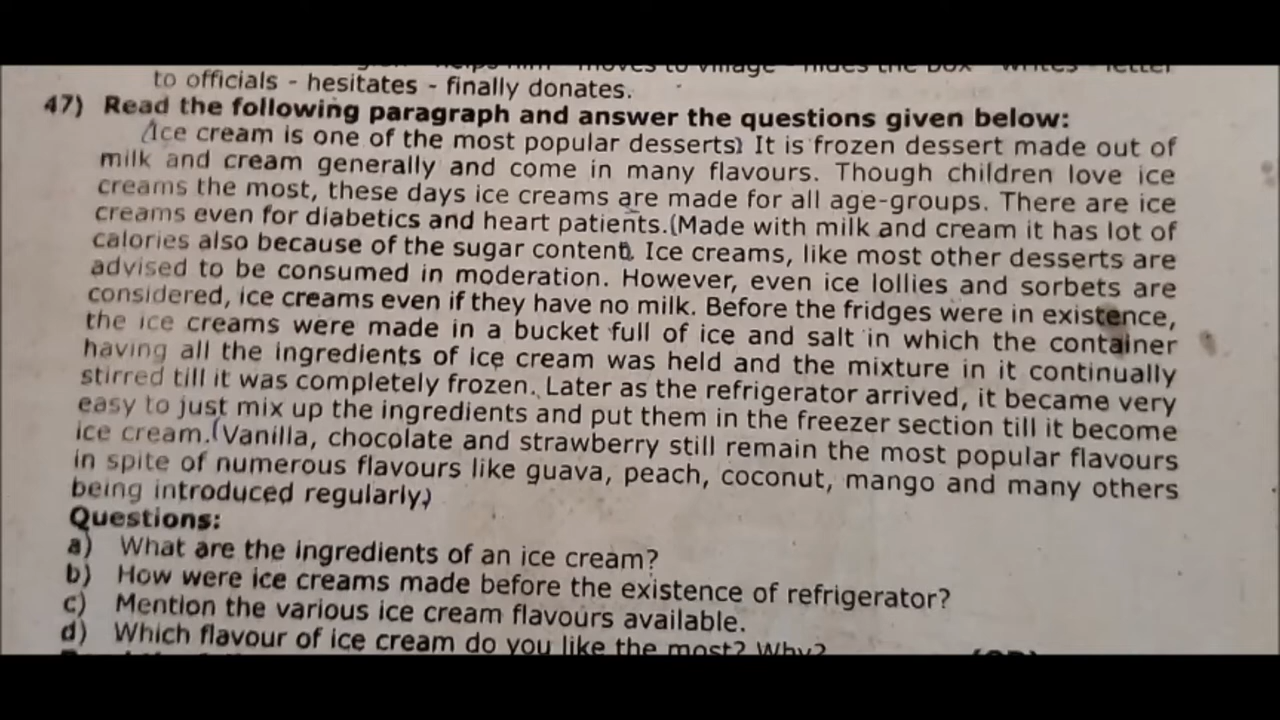 to officials - hesitates - finally donates.
47) Read the following paragraph and answer the questions given below:
Ice cream is one of the most popular desserts) It is frozen dessert made out of
milk and cream generally and come in many flavours. Though children love ice
creams the most, these days ice creams are made for all age-groups. There are ice
creams even for diabetics and heart patients.(Made with milk and cream it has lot of
calories also because of the sugar content). Ice creams, like most other desserts are
advised to be consumed in moderation. However, even ice lollies and sorbets are
considered, ice creams even if they have no milk. Before the fridges were in existence,
the ice creams were made in a bucket full of ice and salt in which the container
having all the ingredients of ice cream was held and the mixture in it continually
stirred till it was completely frozen. Later as the refrigerator arrived, it became very
easy to just mix up the ingredients and put them in the freezer section till it become
ice cream.(Vanilla, chocolate and strawberry still remain the most popular flavours
in spite of numerous flavours like guava, peach, coconut, mango and many others
being introduced regularly.)
Questions:
a) What are the ingredients of an ice cream?
b) How were ice creams made before the existence of refrigerator?
c) Mention the various ice cream flavours available.
d) Which flavour of ice cream do you like the most? Why?